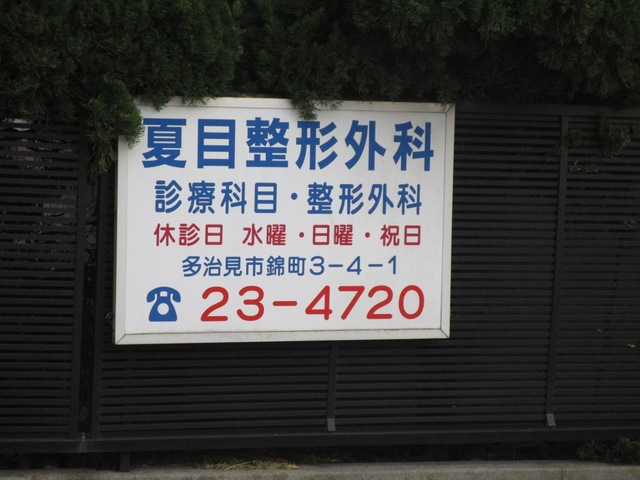 夏目整形外科
診療科目・整形外科
休診日 水曜・日曜・祝日
多治見市錦町3-4-1
☎23-4720